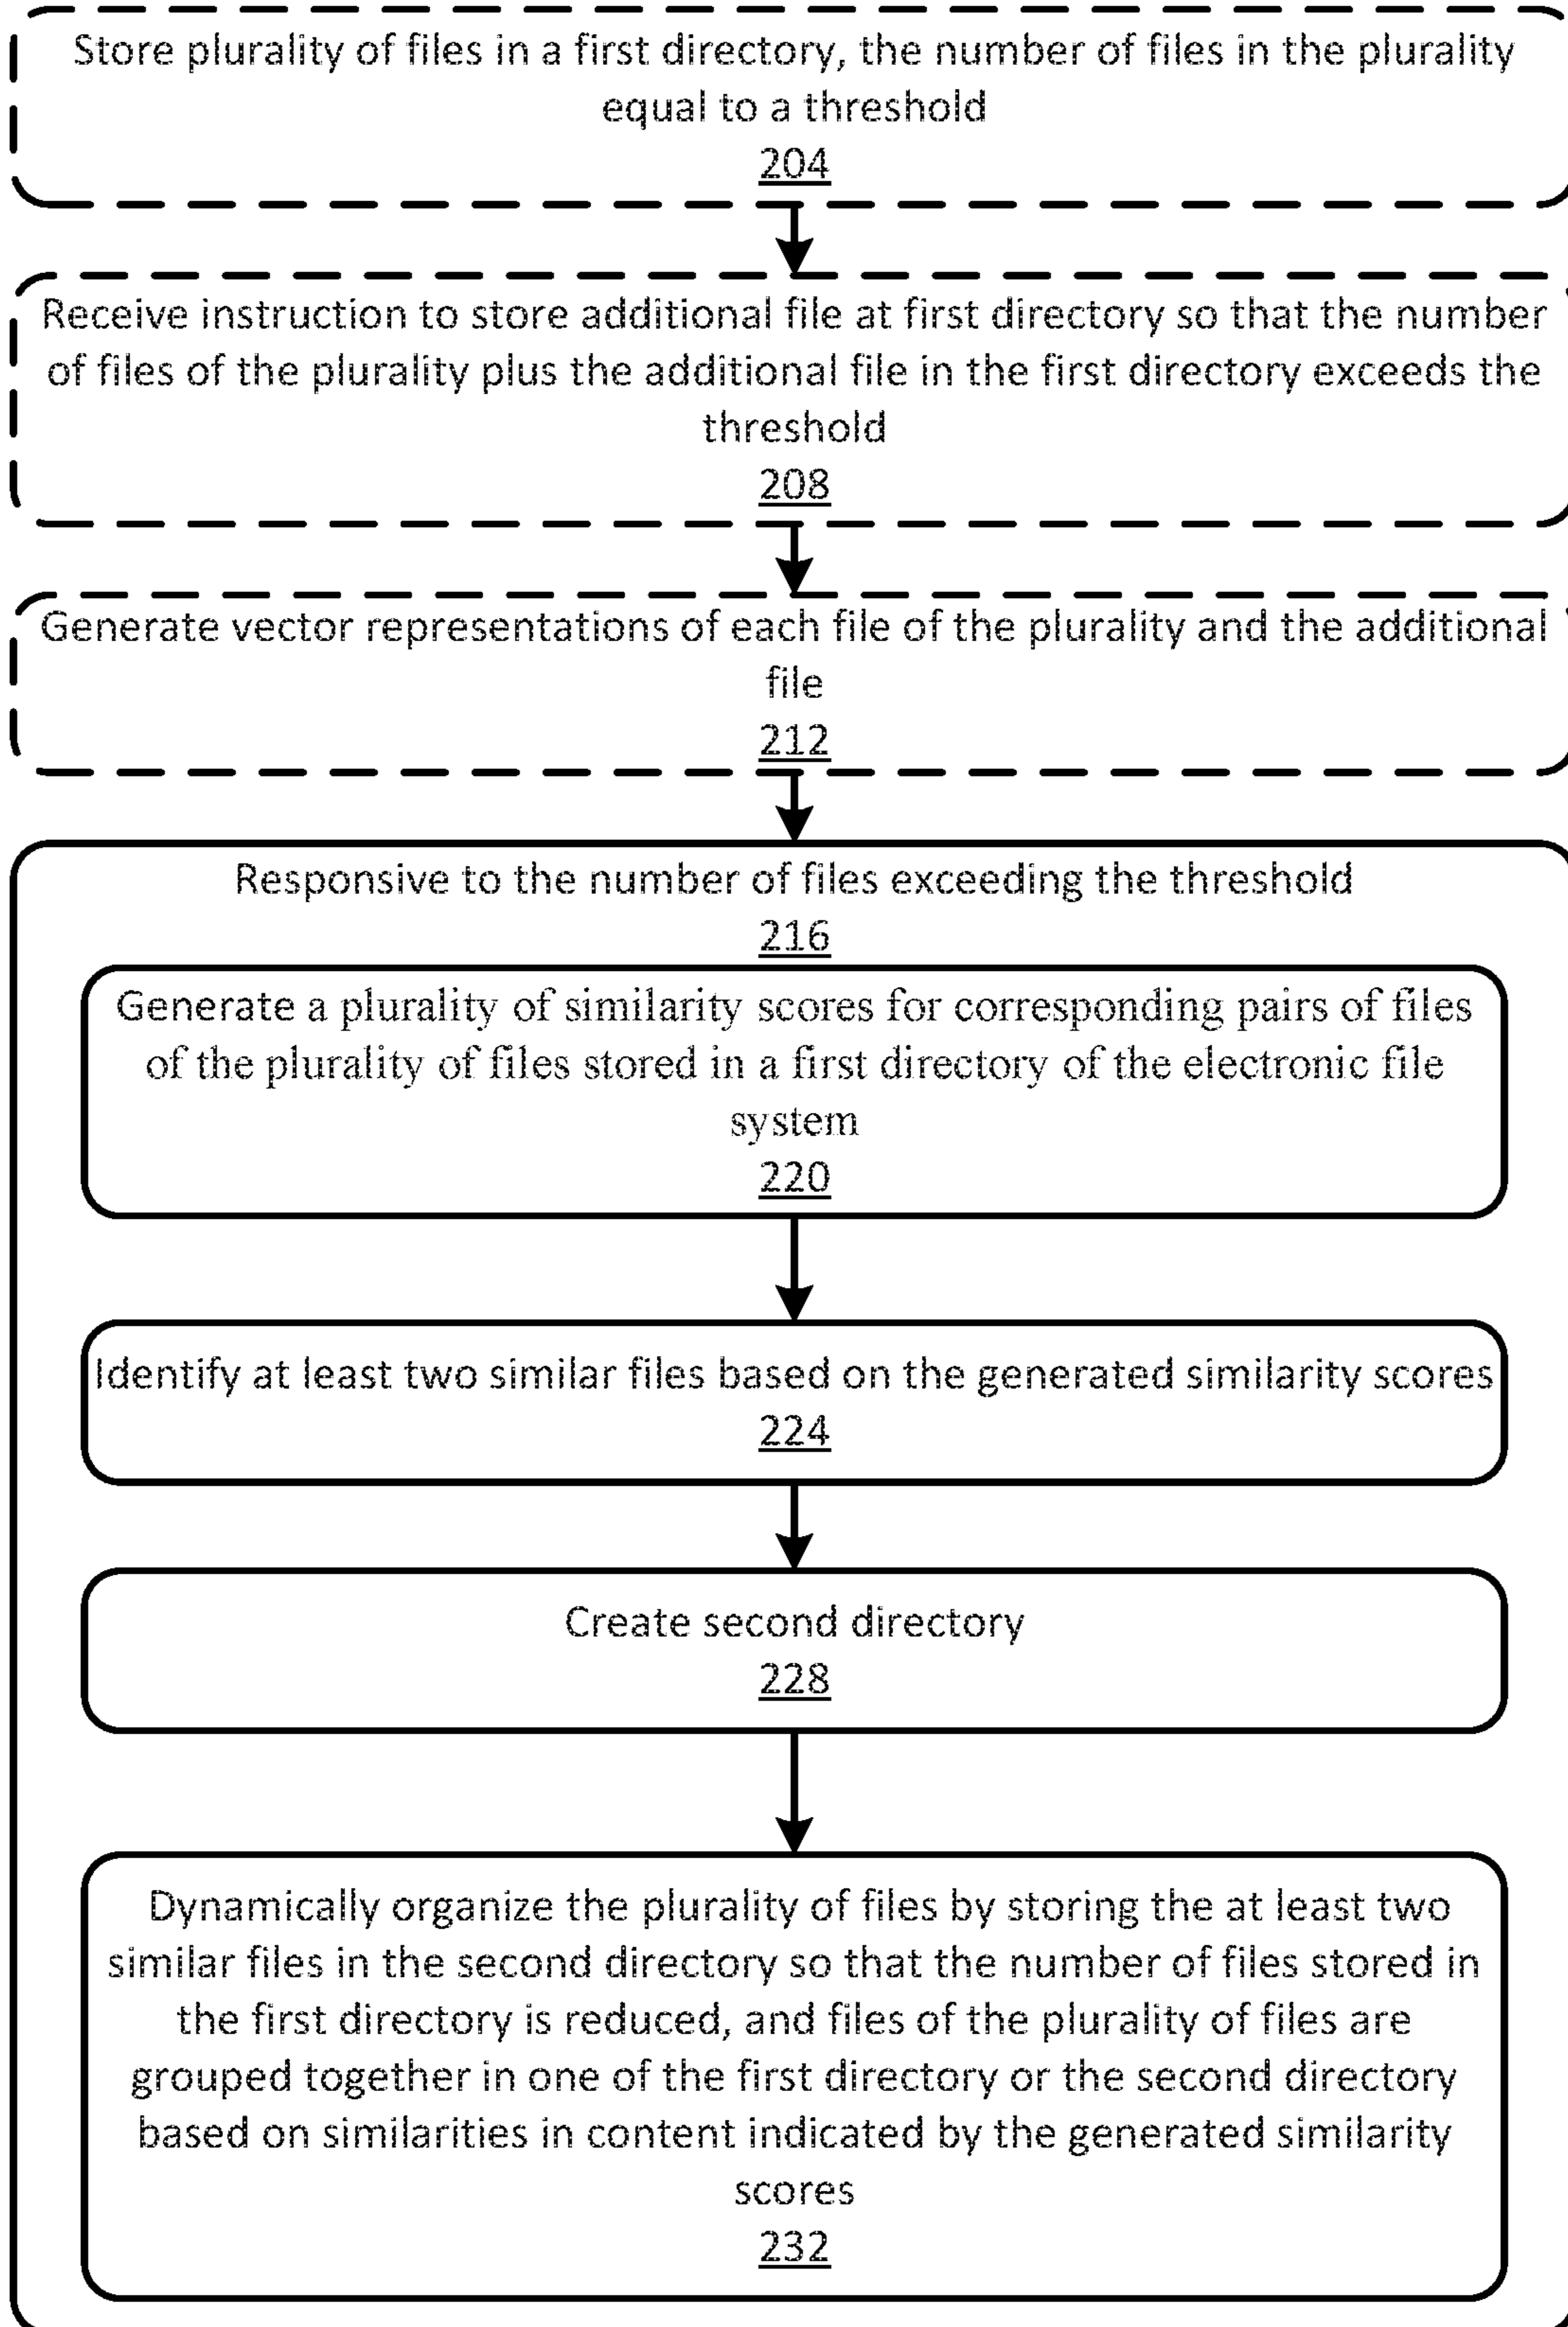 Store plurality of files in a first directory, the number of files in the plurality
equal to a threshold
204
Receive instruction to store additional file at first directory so that the number
of files of the plurality plus the additional file in the first directory exceeds the
threshold
208
Generate vector representations of each file of the plurality and the additional
file
212
Responsive to the number of files exceeding the threshold
216
Generate a plurality of similarity scores for corresponding pairs of files
of the plurality of files stored in a first directory of the electronic file
system
220
Identify at least two similar files based on the generated similarity scores
224
Create second directory
228
Dynamically organize the plurality of files by storing the at least two
similar files in the second directory so that the number of files stored in
the first directory is reduced, and files of the plurality of files are
grouped together in one of the first directory or the second directory
based on similarities in content indicated by the generated similarity
scores
232